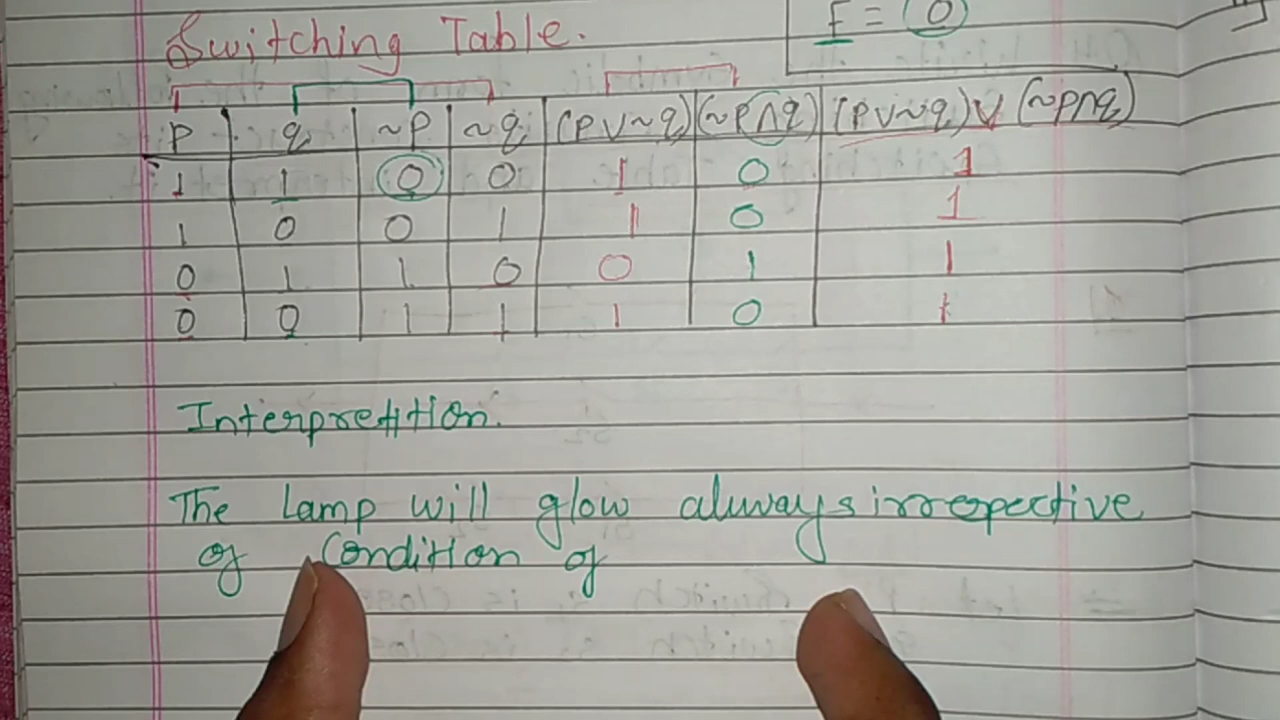 F = 0
Switching Table.
p q ~p ~q (p∨~q) (~p∧q) (p∨~q)∨(~p∧q)
1 1 0 0 1 0 1
1 0 0 1 1 0 1
0 1 1 0 0 1 1
0 0 1 1 1 0 1
Interpretition.
The lamp will glow always irrespective
of condition of